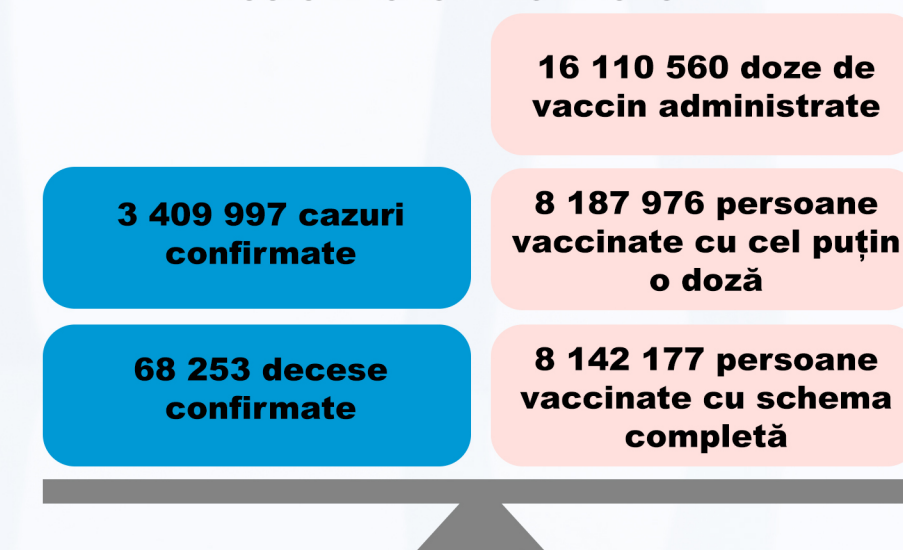 3 409 997 cazuri
confirmate
68 253 decese
confirmate
16 110 560 doze de
vaccin administrate
8 187 976 persoane
vaccinate cu cel puțin
o doză
8 142 177 persoane
vaccinate cu schema
completă